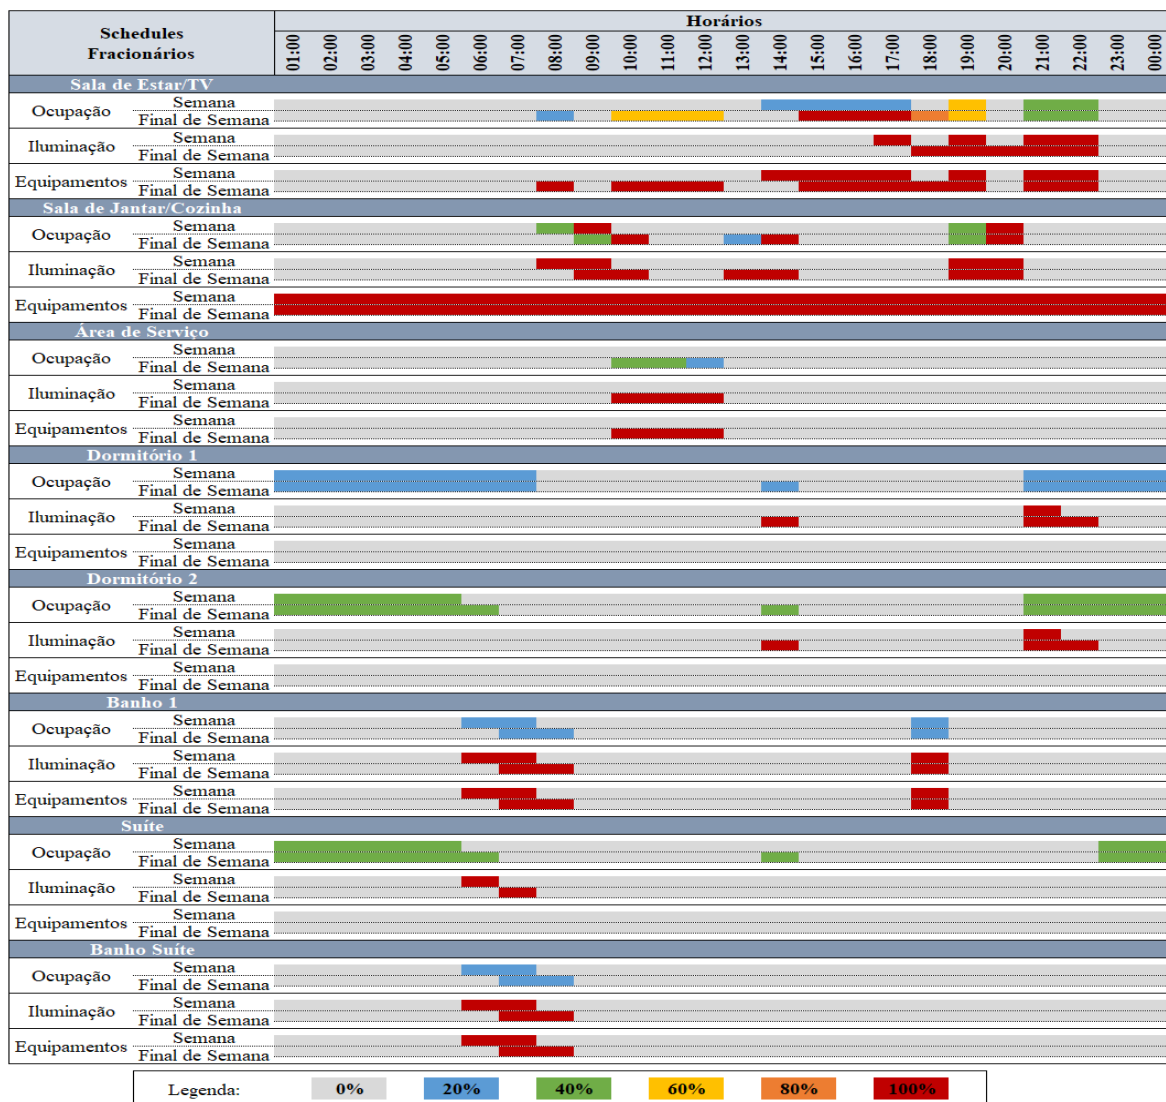 Schedules
Fracionários
Horários
01:00 02:00 03:00 04:00 05:00 06:00 07:00 08:00 09:00 10:00 11:00 12:00 13:00 14:00 15:00 16:00 17:00 18:00 19:00 20:00 21:00 22:00 23:00 00:00
Sala de Estar/TV
Ocupação
Semana
Final de Semana
Iluminação
Semana
Final de Semana
Equipamentos
Semana
Final de Semana
Sala de Jantar/Cozinha
Ocupação
Semana
Final de Semana
Iluminação
Semana
Final de Semana
Equipamentos
Semana
Final de Semana
Área de Serviço
Ocupação
Semana
Final de Semana
Iluminação
Semana
Final de Semana
Equipamentos
Semana
Final de Semana
Dormitório 1
Ocupação
Semana
Final de Semana
Iluminação
Semana
Final de Semana
Equipamentos
Semana
Final de Semana
Dormitório 2
Ocupação
Semana
Final de Semana
Iluminação
Semana
Final de Semana
Equipamentos
Semana
Final de Semana
Banho 1
Ocupação
Semana
Final de Semana
Iluminação
Semana
Final de Semana
Equipamentos
Semana
Final de Semana
Suíte
Ocupação
Semana
Final de Semana
Iluminação
Semana
Final de Semana
Equipamentos
Semana
Final de Semana
Banho Suíte
Ocupação
Semana
Final de Semana
Iluminação
Semana
Final de Semana
Equipamentos
Semana
Final de Semana
Legenda: 0% 20% 40% 60% 80% 100%